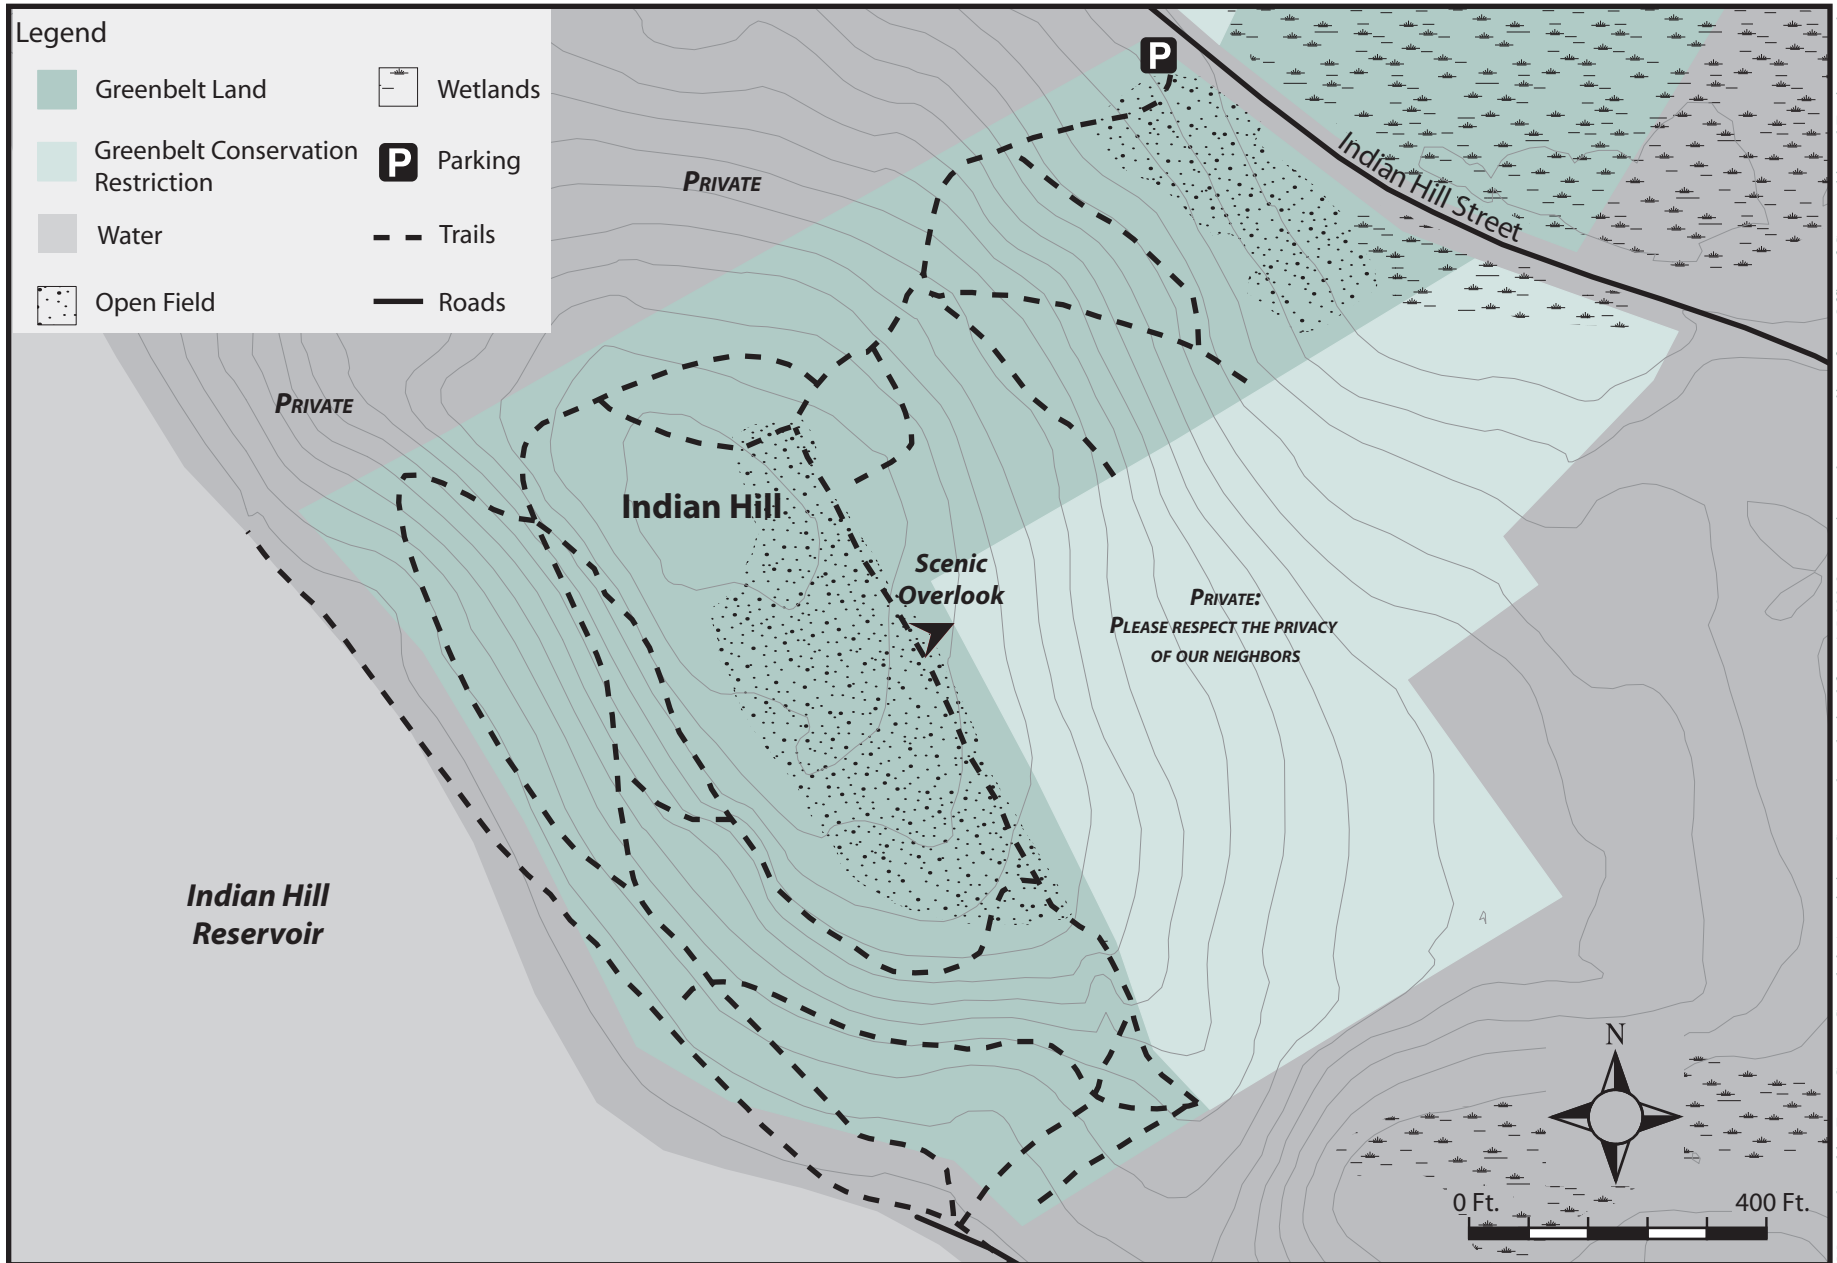 Legend
Greenbelt Land
Greenbelt Conservation
Restriction
Water
Open Field
Wetlands
P
Parking
Trails
Roads
P
Indian Hill Street
PRIVATE
PRIVATE
Indian Hill
Scenic
Overlook
PRIVATE:
PLEASE RESPECT THE PRIVACY
OF OUR NEIGHBORS
Indian Hill
Reservoir
N
0 Ft.
400 Ft.